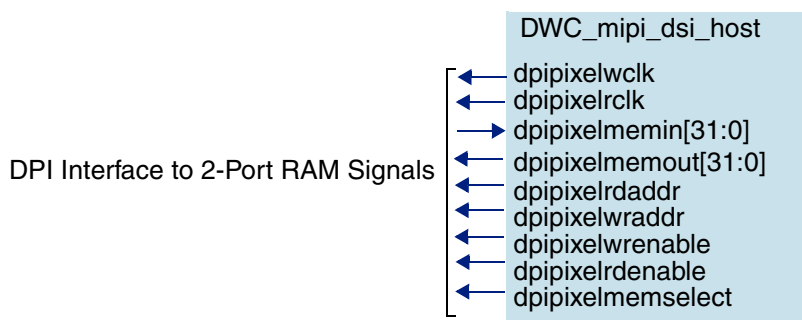 DWC_mipi_dsi_host
dpipixelwclk
dpipixelrclk
dpipixelmemin[31:0]
DPI Interface to 2-Port RAM Signals
dpipixelmemout[31:0]
dpipixelrdaddr
dpipixelwraddr
dpipixelwrenable
dpipixelrdenable
dpipixelmemselect